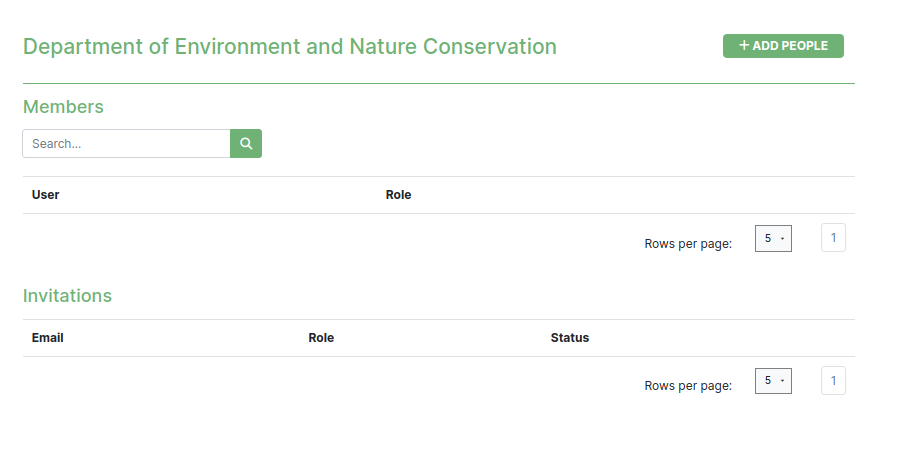 Department of Environment and Nature Conservation
+ ADD PEOPLE
Members
Search...
User Role
Rows per page: 5 1
Invitations
Email Role Status
Rows per page: 5 1